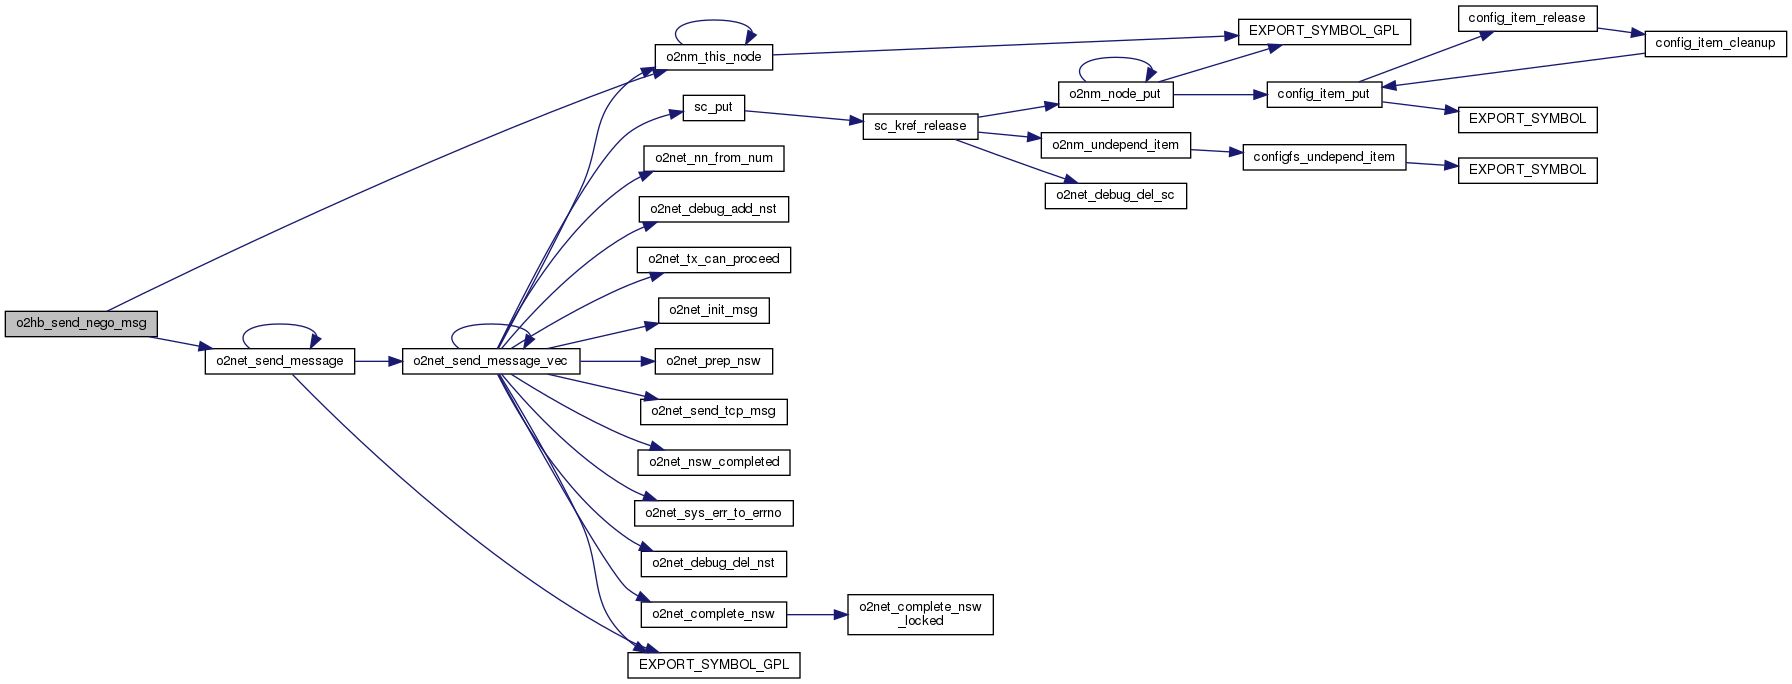 o2hb_send_nego_msg
o2net_send_message
o2net_send_message_vec
o2nm_this_node
sc_put
o2net_nn_from_num
o2net_debug_add_nst
o2net_tx_can_proceed
o2net_init_msg
o2net_prep_nsw
o2net_send_tcp_msg
o2net_nsw_completed
o2net_sys_err_to_errno
o2net_debug_del_nst
o2net_complete_nsw
EXPORT_SYMBOL_GPL
sc_kref_release
o2net_complete_nsw
_locked
o2nm_node_put
o2nm_undepend_item
o2net_debug_del_sc
EXPORT_SYMBOL_GPL
config_item_put
configfs_undepend_item
config_item_release
EXPORT_SYMBOL
EXPORT_SYMBOL
config_item_cleanup